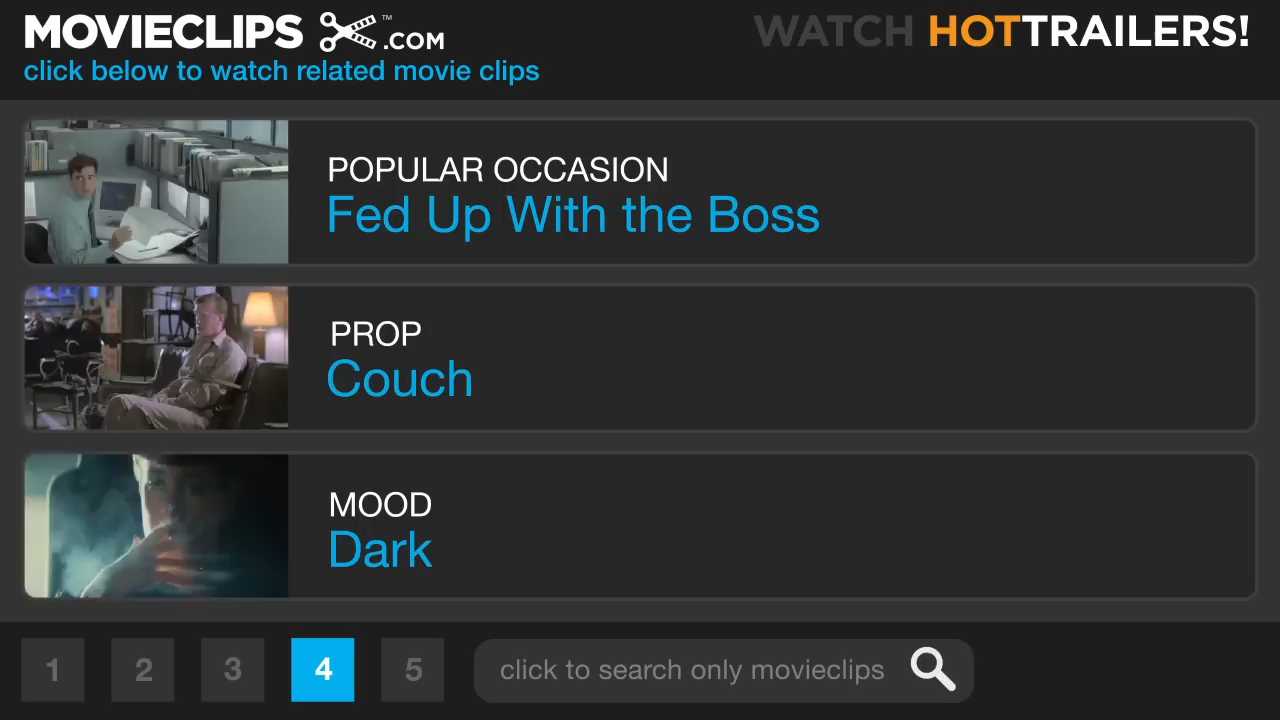 MOVIECLIPS ™ .COM
WATCH HOTTRAILERS!
click below to watch related movie clips
POPULAR OCCASION
Fed Up With the Boss
PROP
Couch
MOOD
Dark
1 2 3 4 5
click to search only movieclips